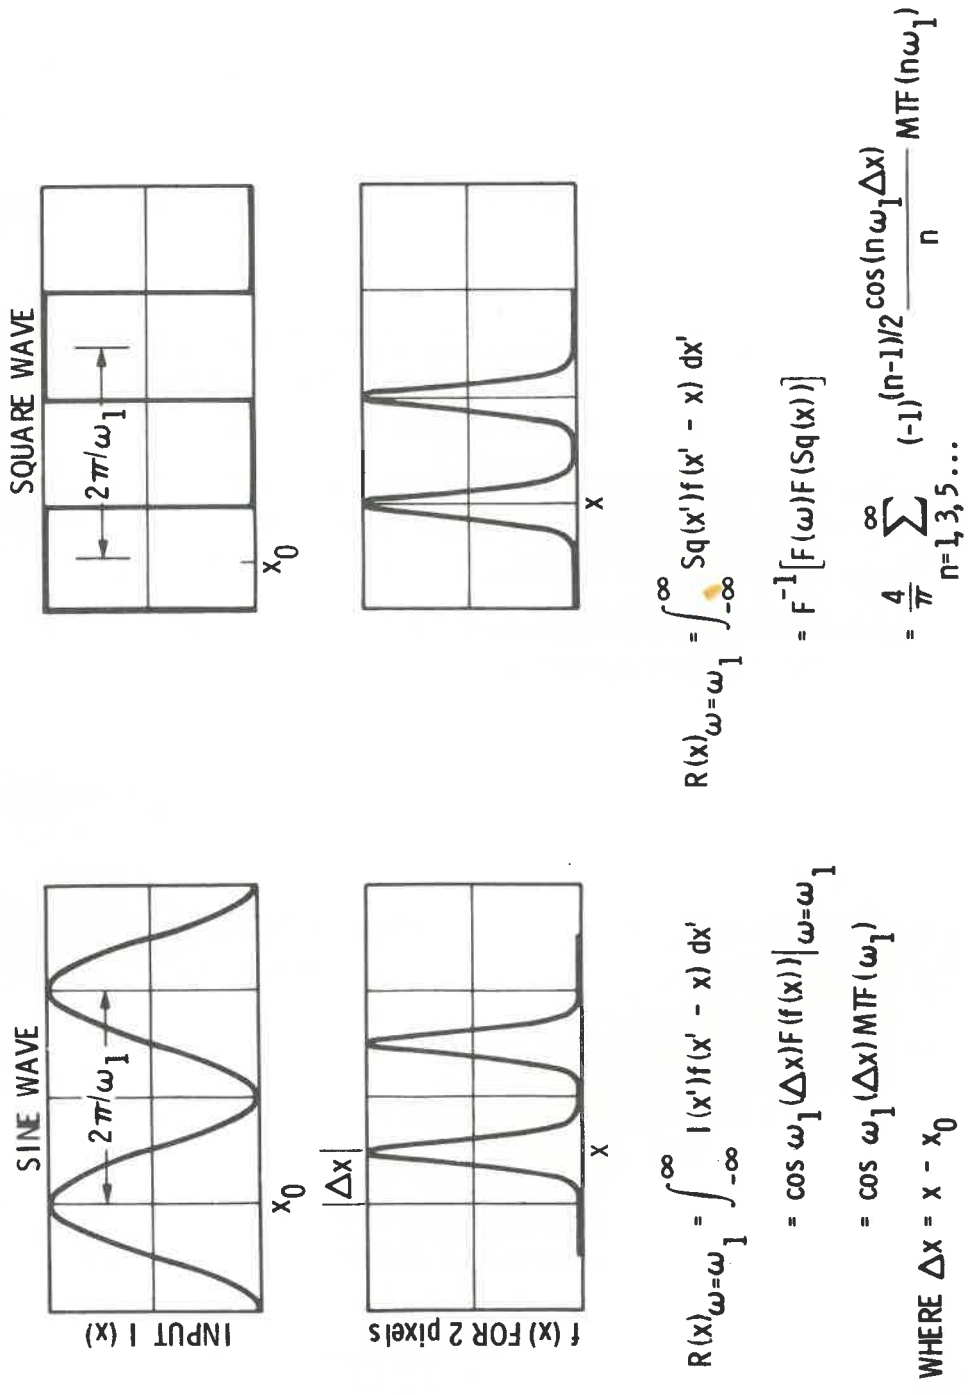 SINE WAVE
INPUT I (x)
2π/ω₁
x₀
f (x) FOR 2 pixels
|Δx|
x
R(x)_{ω=ω₁} = ∫_{-∞}^{∞} I (x')f(x' - x) dx'
= cos ω₁(Δx)F(f(x))|_{ω=ω₁}
= cos ω₁(Δx)MTF(ω₁)
WHERE Δx = x - x₀
SQUARE WAVE
2π/ω₁
x₀
x
R(x)_{ω=ω₁} = ∫_{-∞}^{∞} Sq(x')f(x' - x) dx'
= F⁻¹[F(ω)F(Sq(x))]
= 4/π ∑_{n=1,3,5...}^{∞} (-1)^{(n-1)/2} cos(nω₁Δx)/n MTF(nω₁)